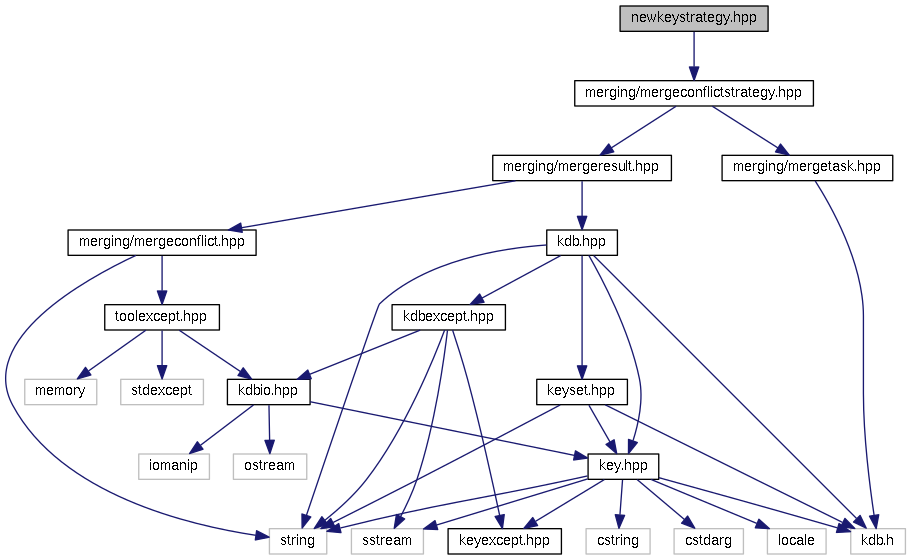 newkeystrategy.hpp
merging/mergeconflictstrategy.hpp
merging/mergeresult.hpp
merging/mergetask.hpp
merging/mergeconflict.hpp
kdb.hpp
toolexcept.hpp
kdbexcept.hpp
memory
stdexcept
kdbio.hpp
keyset.hpp
iomanip
ostream
key.hpp
string
sstream
keyexcept.hpp
cstring
cstdarg
locale
kdb.h